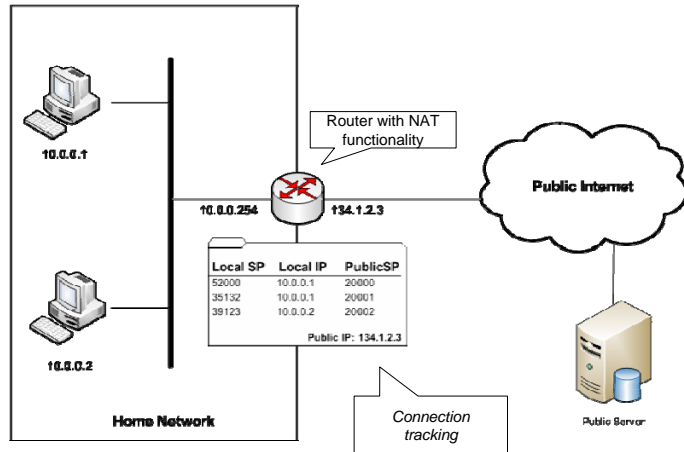 10.0.0.1
Router with NAT
functionality
Public Internet
10.0.0.254
134.1.2.3
Local SP Local IP PublicSP
52000 10.0.0.1 20000
35132 10.0.0.1 20001
39123 10.0.0.2 20002
Public IP: 134.1.2.3
10.0.0.2
Home Network
Connection
tracking
Public Server